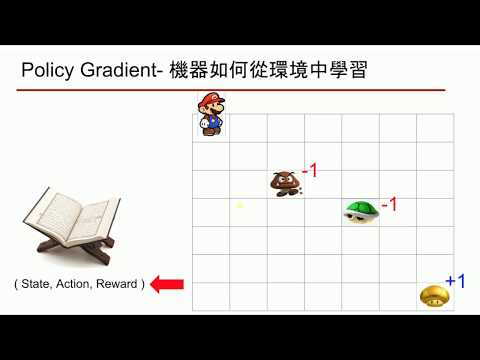 Policy Gradient- 機器如何從環境中學習
-1
-1
+1
( State, Action, Reward )